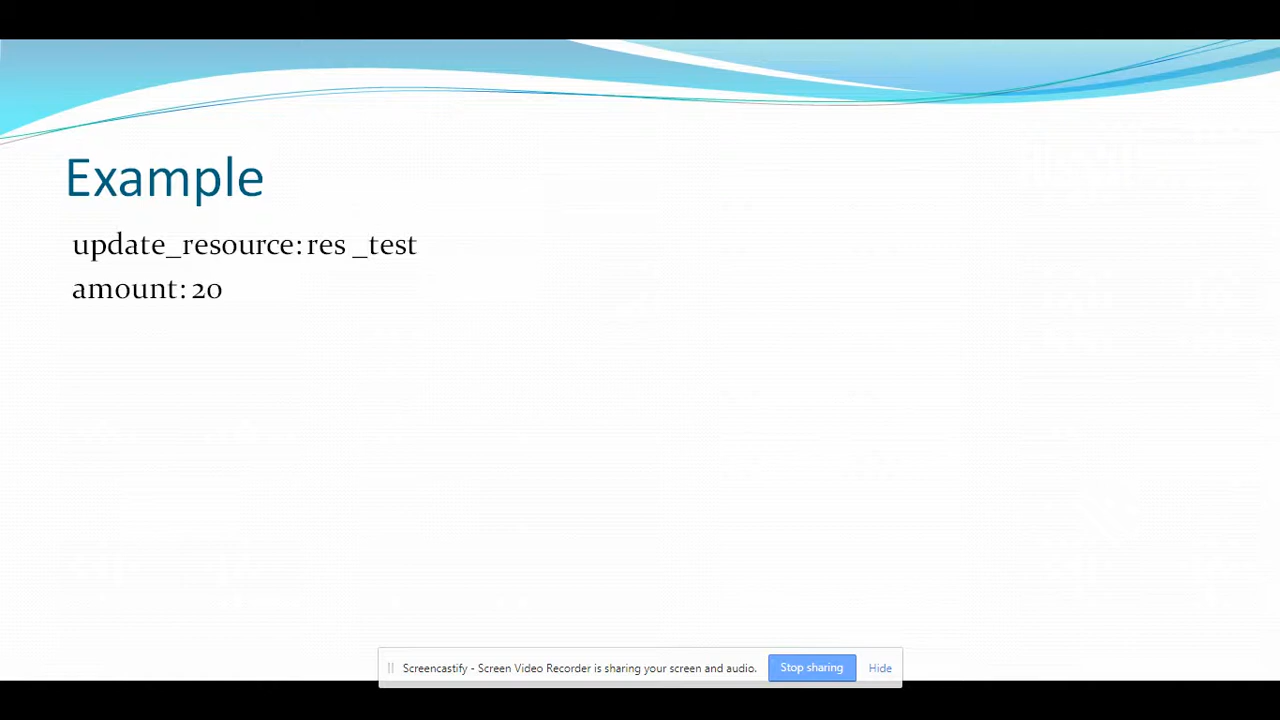 Example
update_resource: res _test
amount: 20
Screencastify - Screen Video Recorder is sharing your screen and audio. Stop sharing Hide